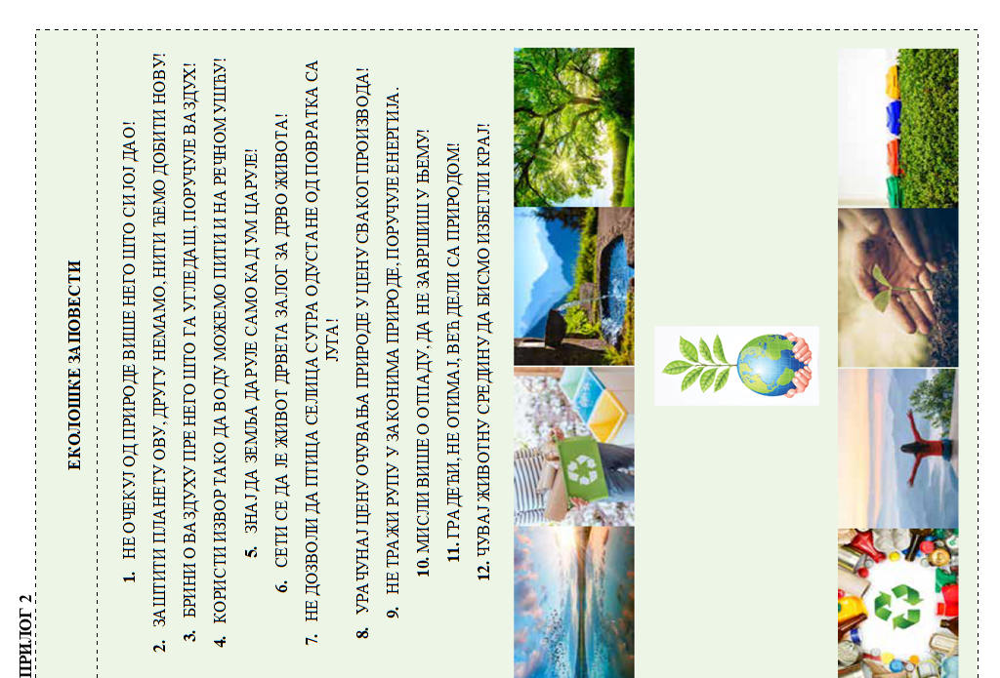 ПРИЛОГ 2
ЕКОЛОШКЕ ЗАПОВЕСТИ
1. НЕ ОЧЕКУЈ ОД ПРИРОДЕ ВИШЕ НЕГО ШТО СИ ЈОЈ ДАО!
2. ЗАШТИТИ ПЛАНЕТУ ОВУ, ДРУГУ НЕМАМО, НИТИ ЋЕМО ДОБИТИ НОВУ!
3. БРИНИ О ВАЗДУХУ ПРЕ НЕГО ШТО ГА УГЛЕДАШ, ПОРУЧУЈЕ ВАЗДУХ!
4. КОРИСТИ ИЗВОР ТАКО ДА ВОДУ МОЖЕМО ПИТИ И НА РЕЧНОМ УШЋУ!
5. ЗНАЈ ДА ЗЕМЉА ДАРУЈЕ САМО КАД УМ ЦАРУЈЕ!
6. СЕТИ СЕ ДА ЈЕ ЖИВОТ ДРВЕТА ЗАЛОГ ЗА ДРВО ЖИВОТА!
7. НЕ ДОЗВОЛИ ДА ПТИЦА СЕЛИЦА СУТРА ОДУСТАНЕ ОД ПОВРАТКА СА
ЈУГА!
8. УРАЧУНАЈ ЦЕНУ ОЧУВАЊА ПРИРОДЕ У ЦЕНУ СВАКОГ ПРОИЗВОДА!
9. НЕ ТРАЖИ РУПУ У ЗАКОНИМА ПРИРОДЕ, ПОРУЧУЈЕ ЕНЕРГИЈА.
10. МИСЛИ ВИШЕ О ОТПАДУ, ДА НЕ ЗАВРШИШ У ЊЕМУ!
11. ГРАДЕЋИ, НЕ ОТИМАЈ, ВЕЋ ДЕЛИ СА ПРИРОДОМ!
12. ЧУВАЈ ЖИВОТНУ СРЕДИНУ ДА БИСМО ИЗБЕГЛИ КРАЈ!